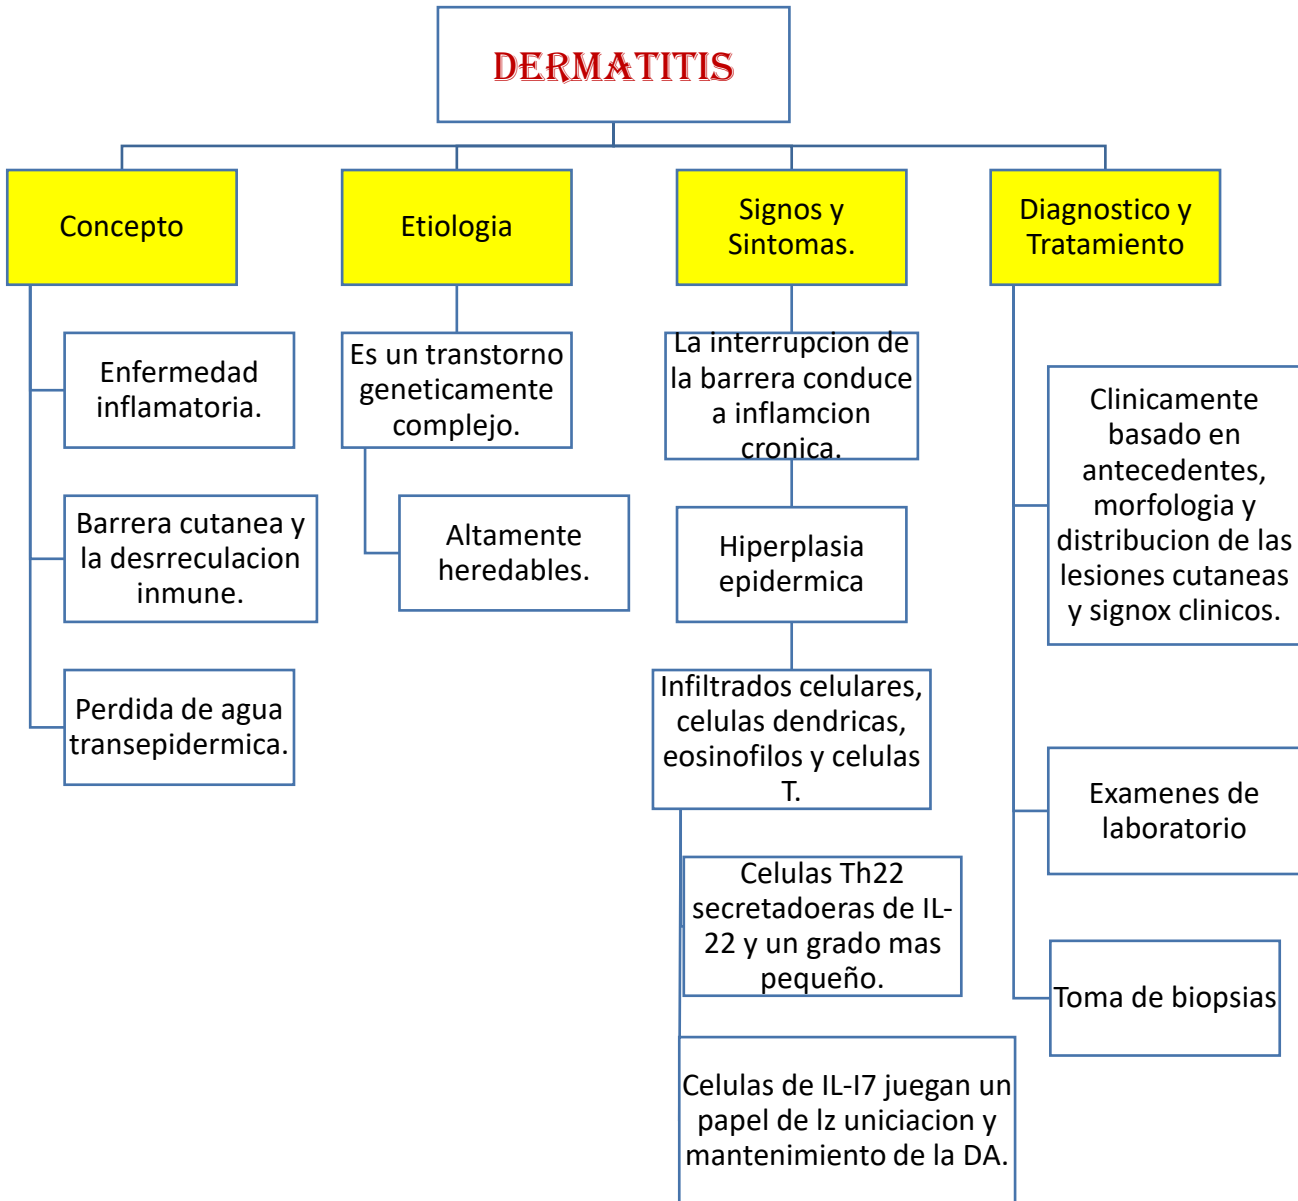 DERMATITIS
Concepto
Enfermedad
inflamatoria.
Barrera cutanea y
la desrreculacion
inmune.
Perdida de agua
transepidermica.
Etiologia
Es un transtorno
geneticamente
complejo.
Altamente
heredables.
Signos y
Sintomas.
La interrupcion de
la barrera conduce
a inflamcion
cronica.
Hiperplasia
epidermica
Infiltrados celulares,
celulas dendricas,
eosinofilos y celulas
T.
Celulas Th22
secretadoeras de IL-
22 y un grado mas
pequeño.
Celulas de IL-I7 juegan un
papel de lz uniciacion y
mantenimiento de la DA.
Diagnostico y
Tratamiento
Clinicamente
basado en
antecedentes,
morfologia y
distribucion de las
lesiones cutaneas
y signox clinicos.
Examenes de
laboratorio
Toma de biopsias